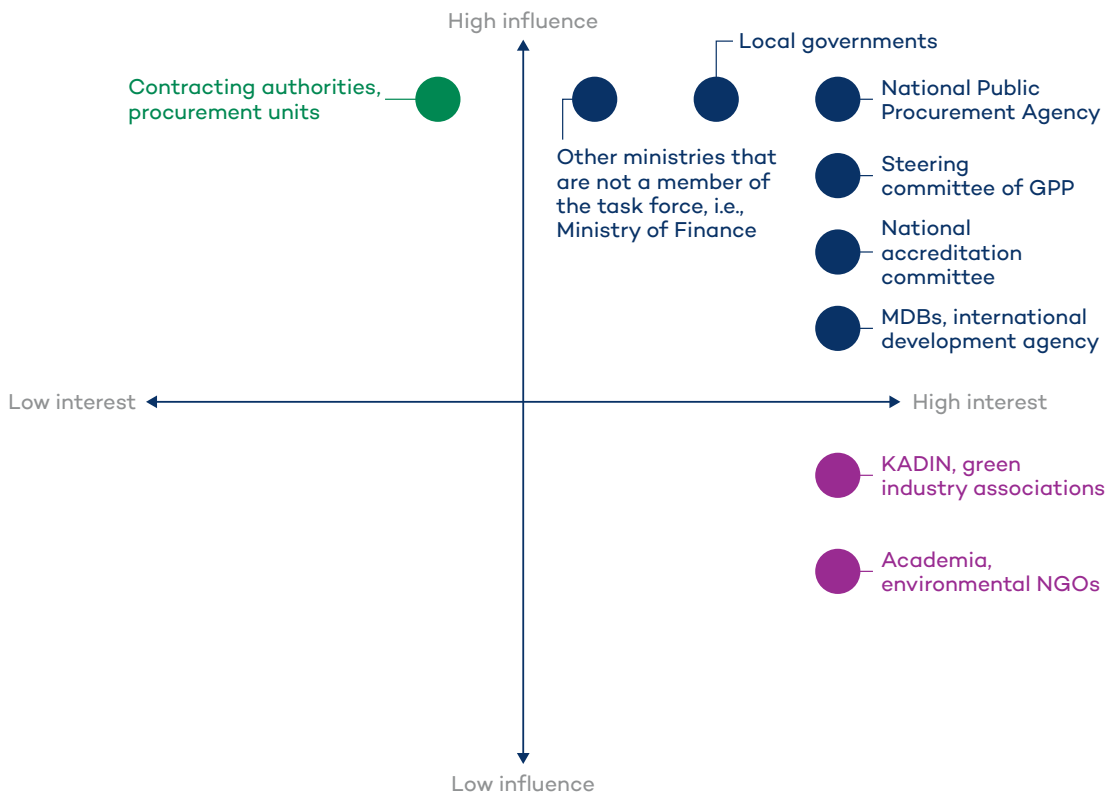 High influence
Local governments
Contracting authorities,
procurement units
National Public
Procurement Agency
Other ministries that
are not a member of
the task force, i.e.,
Ministry of Finance
Steering
committee of GPP
National
accreditation
committee
MDBs, international
development agency
Low interest
High interest
KADIN, green
industry associations
Academia,
environmental NGOs
Low influence